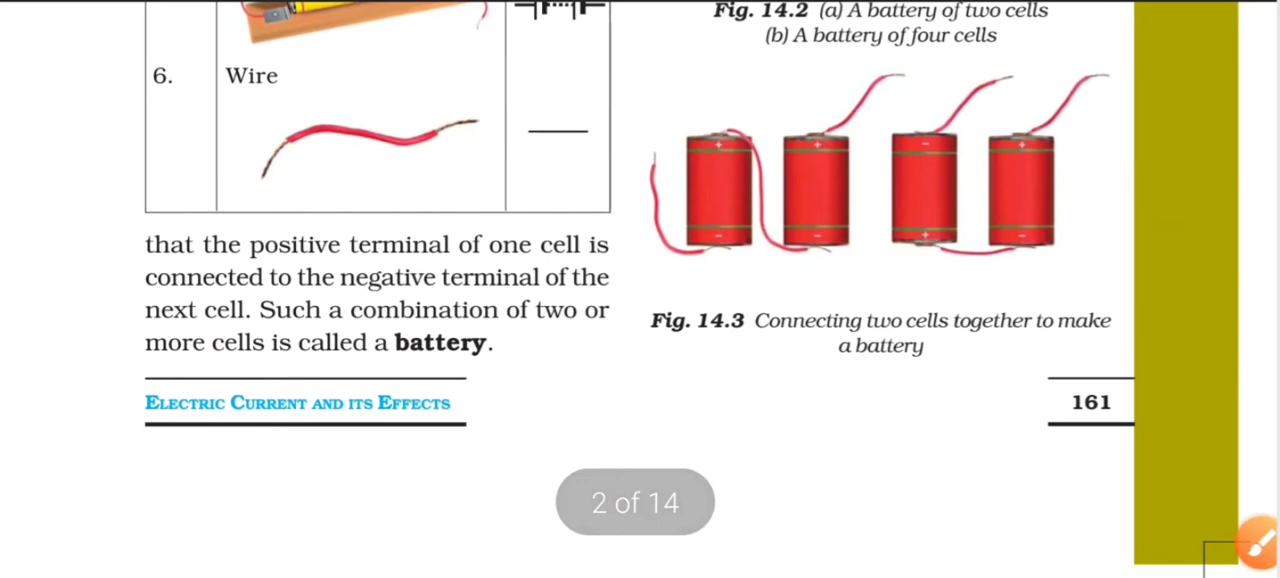 6.
Wire
that the positive terminal of one cell is
connected to the negative terminal of the
next cell. Such a combination of two or
more cells is called a battery.
Fig. 14.2 (a) A battery of two cells
(b) A battery of four cells
+ + - +
- - + -
Fig. 14.3 Connecting two cells together to make
a battery
ELECTRIC CURRENT AND ITS EFFECTS
161
2 of 14